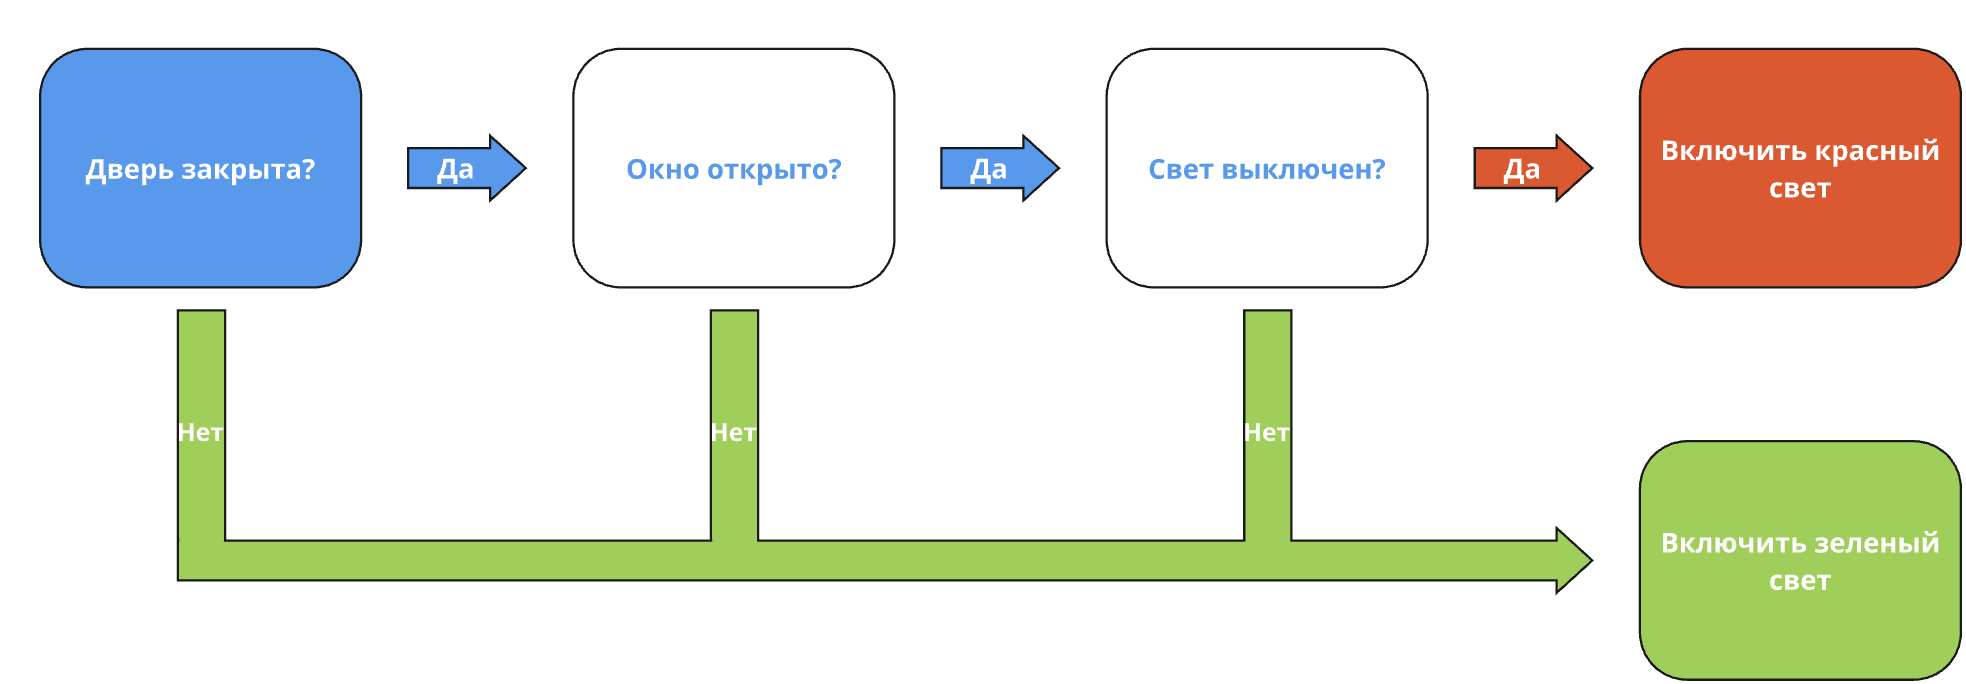 Дверь закрыта?
Да
Окно открыто?
Да
Свет выключен?
Да
Включить красный
свет
Нет
Нет
Нет
Включить зеленый
свет